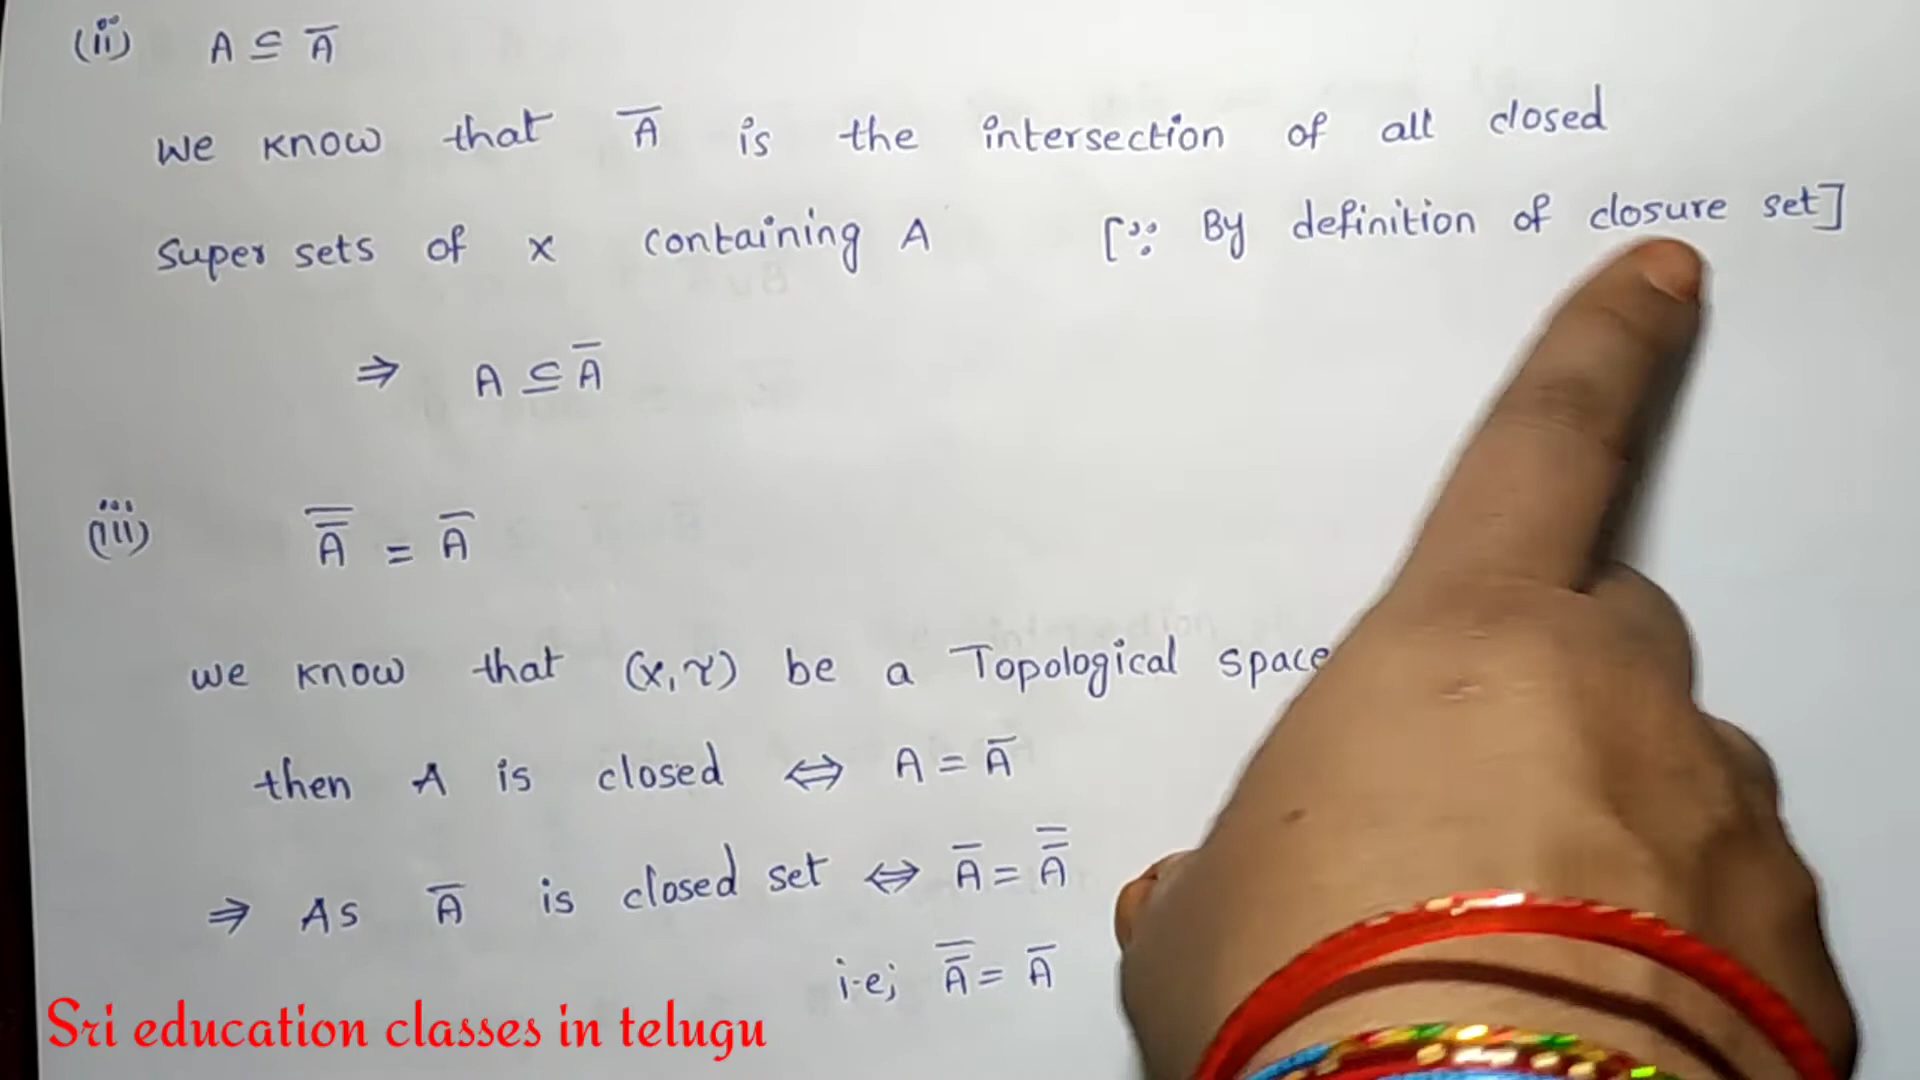 (ii) A ⊆ A̅
We know that A̅ is the intersection of all closed
super sets of x containing A [∵ By definition of closure set]
⇒ A ⊆ A̅
(iii) A̿ = A̅
we know that (x, τ) be a Topological space
then A is closed ⇔ A = A̅
⇒ As A̅ is closed set ⇔ A̅ = A̿
i.e; A̿ = A̅
Sri education classes in telugu